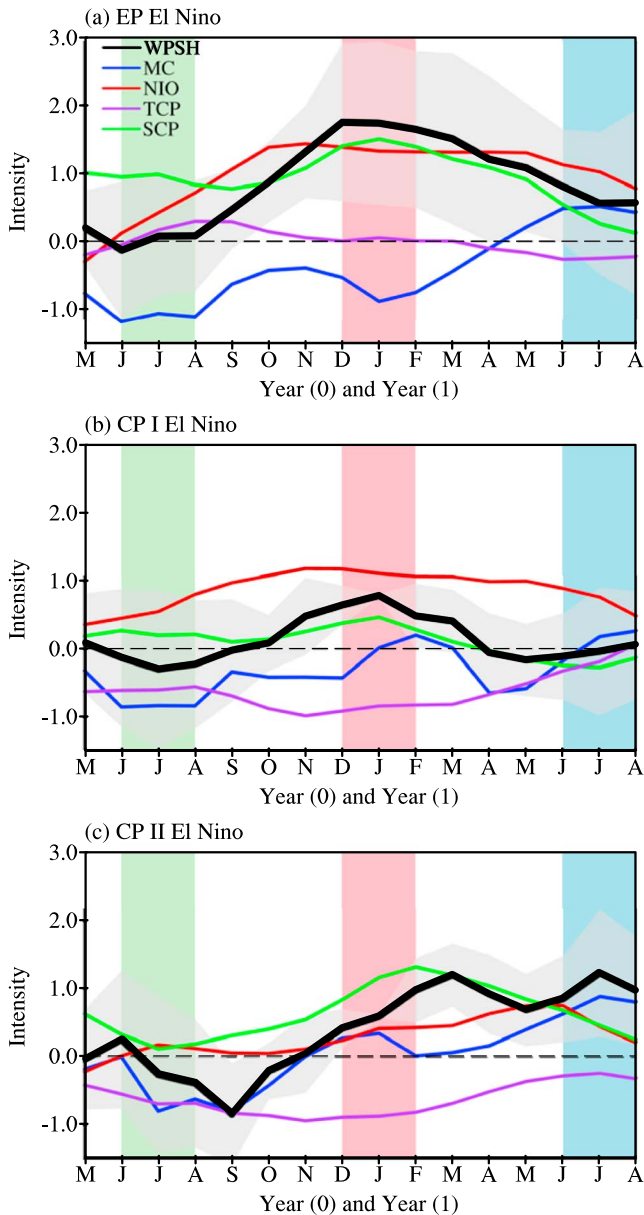 (a) EP El Nino
3.0
WPSH
MC
NIO
TCP
SCP
2.0
1.0
0.0
-1.0
Intensity
M J J A S O N D J F M A M J J A
Year (0) and Year (1)
(b) CP I El Nino
3.0
2.0
1.0
0.0
-1.0
Intensity
M J J A S O N D J F M A M J J A
Year (0) and Year (1)
(c) CP II El Nino
3.0
2.0
1.0
0.0
-1.0
Intensity
M J J A S O N D J F M A M J J A
Year (0) and Year (1)